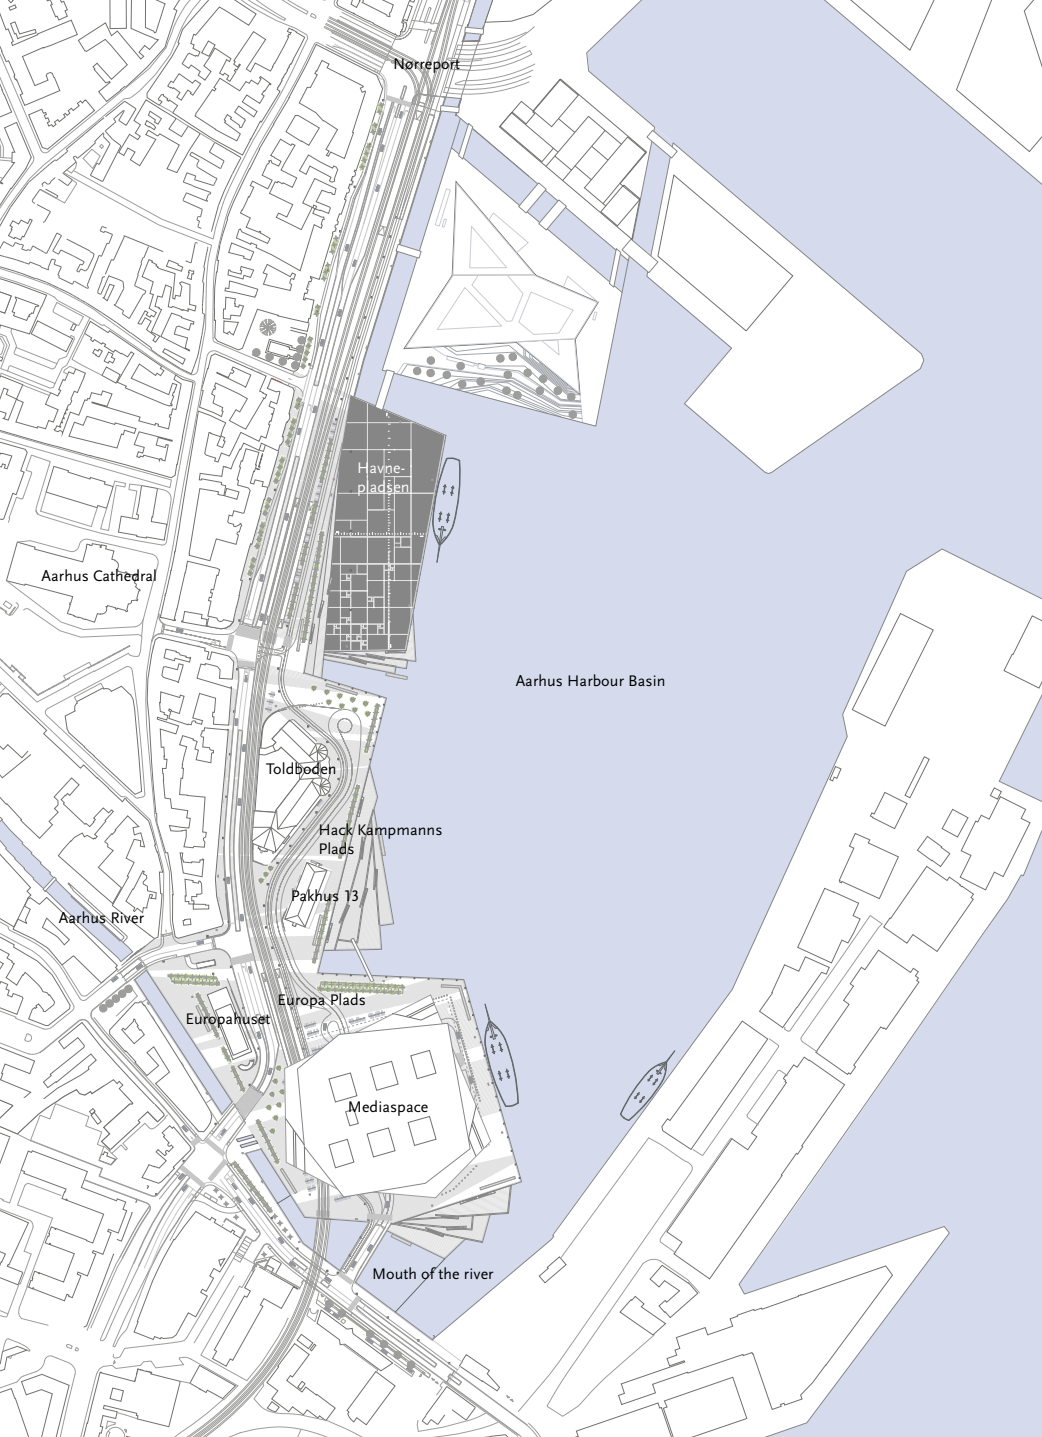 Nørreport
Havne-
pladsen
Aarhus Cathedral
Aarhus Harbour Basin
Toldboden
Hack Kampmanns
Plads
Pakhus 13
Aarhus River
Europa Plads
Europahuset
Mediaspace
Mouth of the river